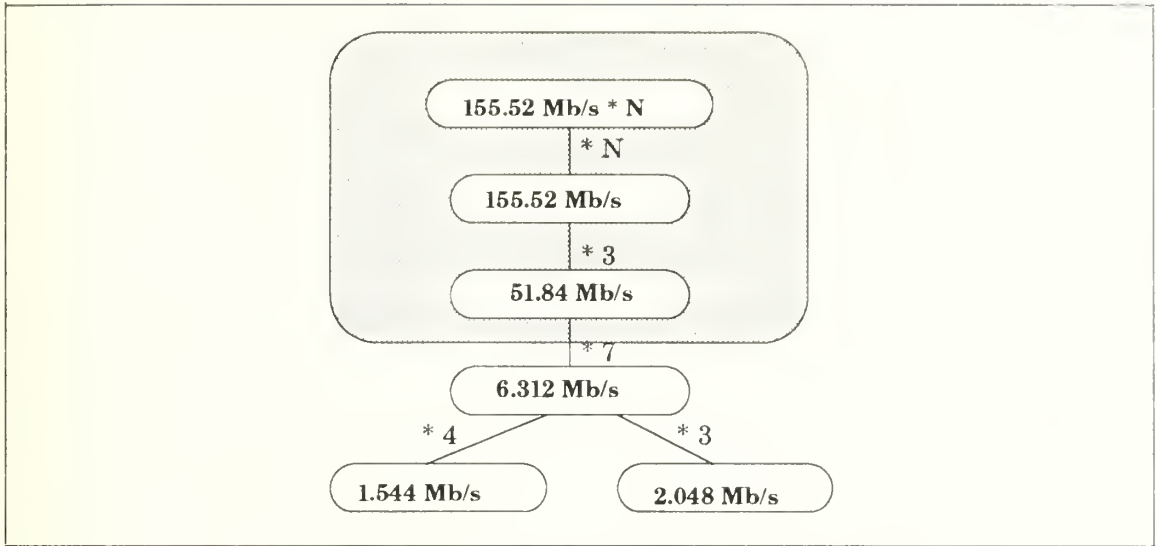 155.52 Mb/s * N
* N
155.52 Mb/s
* 3
51.84 Mb/s
* 7
6.312 Mb/s
* 4 * 3
1.544 Mb/s 2.048 Mb/s